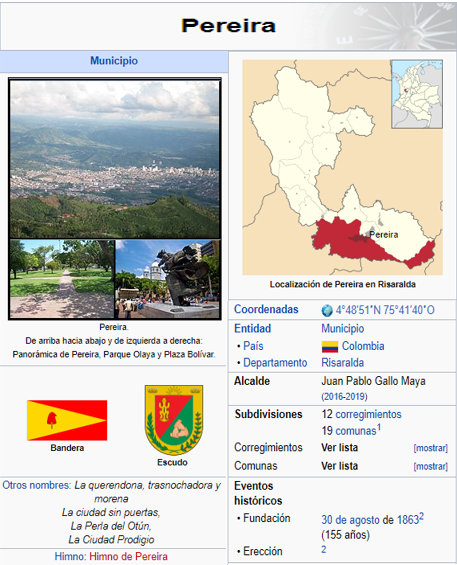 Pereira
Municipio
Pereira.
De arriba hacia abajo y de izquierda a derecha:
Panorámica de Pereira, Parque Olaya y Plaza Bolívar.
Bandera
Escudo
Otros nombres: La querendona, trasnochadora y
morena
La ciudad sin puertas,
La Perla del Otún,
La Ciudad Prodigio
Himno: Himno de Pereira
Pereira
Localización de Pereira en Risaralda
Coordenadas 4°48′51″N 75°41′40″O
Entidad Municipio
• País Colombia
• Departamento Risaralda
Alcalde Juan Pablo Gallo Maya
(2016-2019)
Subdivisiones 12 corregimientos
19 comunas1
Corregimientos Ver lista [mostrar]
Comunas Ver lista [mostrar]
Eventos
históricos
• Fundación 30 de agosto de 18632
(155 años)
• Erección 2